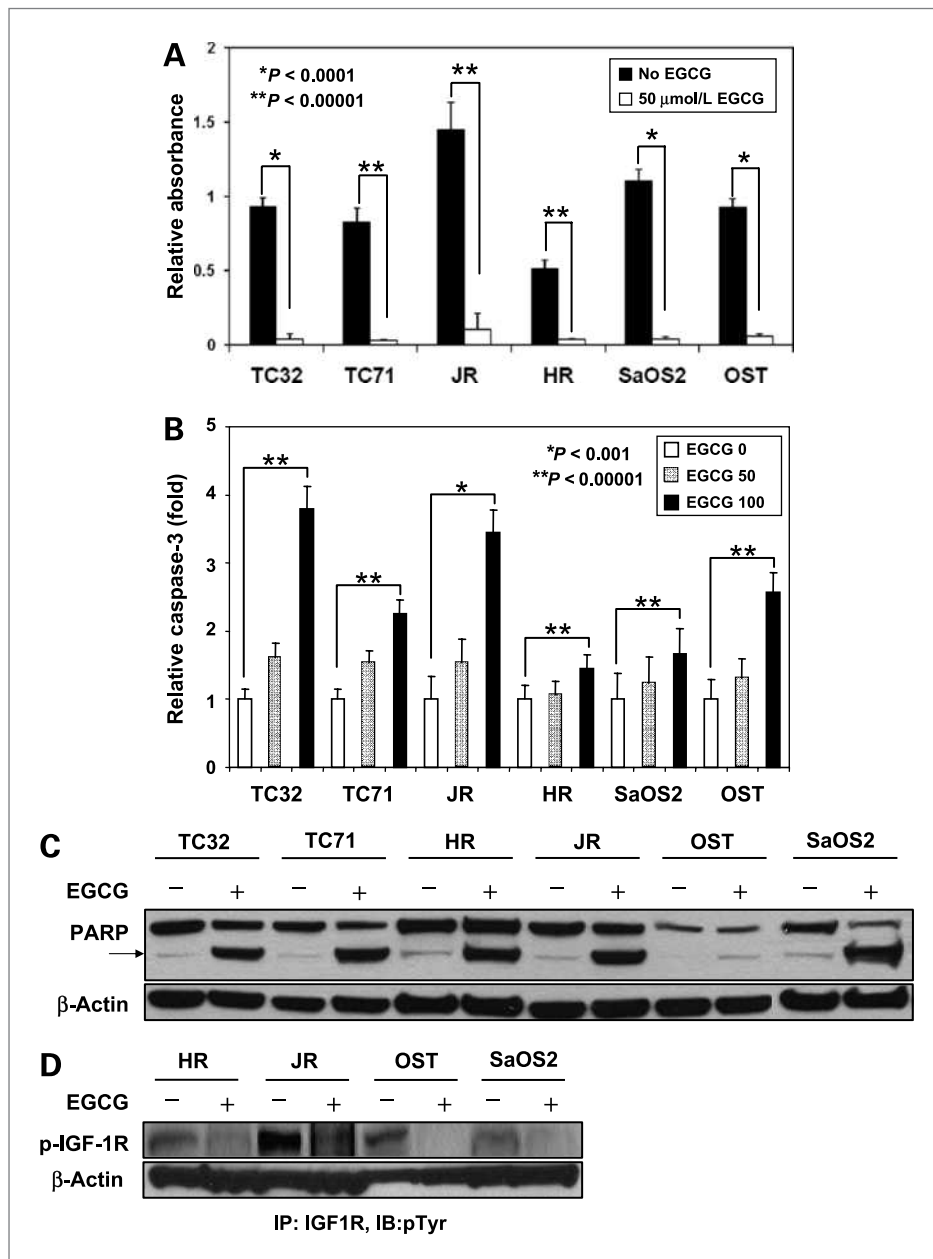 A
2
1.5
1
0.5
0
Relative absorbance
*P < 0.0001
**P < 0.00001
No EGCG
50 μmol/L EGCG
* ** ** ** * *
TC32 TC71 JR HR SaOS2 OST
B
5
4
3
2
1
0
Relative caspase-3 (fold)
*P < 0.001
**P < 0.00001
EGCG 0
EGCG 50
EGCG 100
** ** * ** ** **
TC32 TC71 JR HR SaOS2 OST
C
TC32 TC71 HR JR OST SaOS2
EGCG − + − + − + − + − + − +
PARP
β-Actin
D
HR JR OST SaOS2
EGCG − + − + − + − +
p-IGF-1R
β-Actin
IP: IGF1R, IB:pTyr